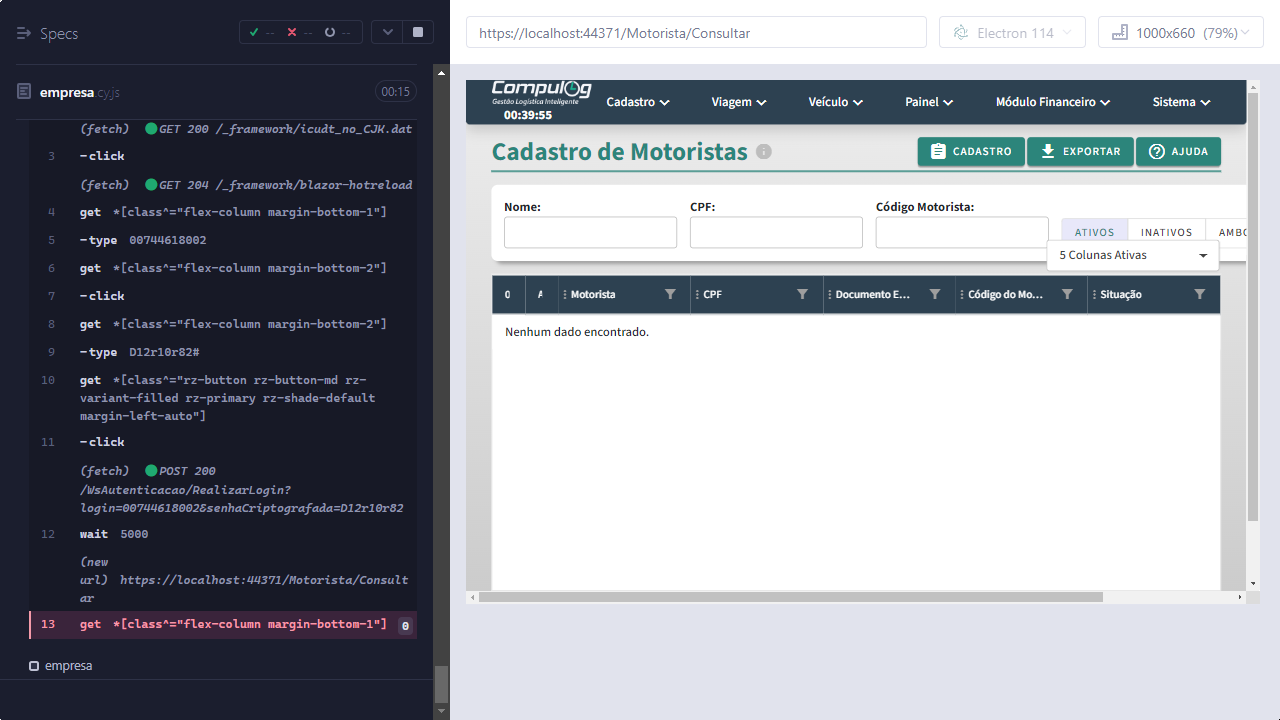 Specs
-- -- --
empresa.cy.js
00:15
(fetch) GET 200 /_framework/icudt_no_CJK.dat
3 -click
(fetch) GET 204 /_framework/blazor-hotreload
4 get *[class^="flex-column margin-bottom-1"]
5 -type 00744618002
6 get *[class^="flex-column margin-bottom-2"]
7 -click
8 get *[class^="flex-column margin-bottom-2"]
9 -type D12r10r82#
10 get *[class^="rz-button rz-button-md rz-
variant-filled rz-primary rz-shade-default
margin-left-auto"]
11 -click
(fetch) POST 200
/WsAutenticacao/RealizarLogin?
login=00744618002&senhaCriptografada=D12r10r82
12 wait 5000
(new
url) https://localhost:44371/Motorista/Consult
ar
13 get *[class^="flex-column margin-bottom-1"] 0
empresa
https://localhost:44371/Motorista/Consultar
Electron 114
1000x660 (79%)
Compulog
Gestão Logística Inteligente
00:39:55
Cadastro Viagem Veículo Painel Módulo Financeiro Sistema
Cadastro de Motoristas
CADASTRO EXPORTAR AJUDA
Nome: CPF: Código Motorista:
ATIVOS INATIVOS AMBO
5 Colunas Ativas
Motorista CPF Documento E... Código do Mo... Situação
Nenhum dado encontrado.